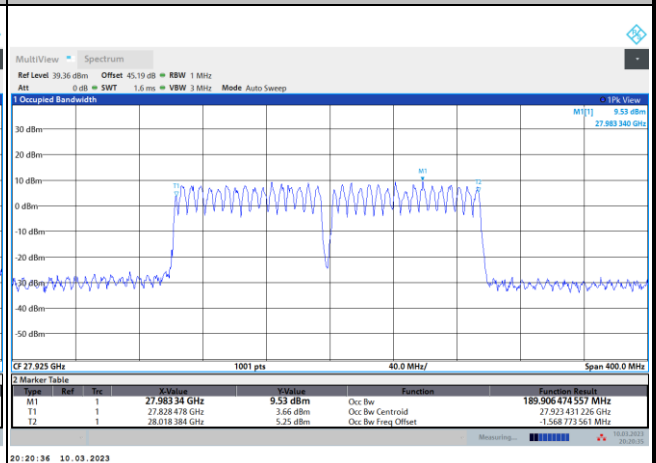 MultiView Spectrum
Ref Level 39.36 dBm Offset 45.19 dB RBW 1 MHz
Att 0 dB SWT 1.6 ms VBW 3 MHz Mode Auto Sweep
1 Occupied Bandwidth 1Pk View
M1[1] 9.53 dBm
27.983 340 GHz
30 dBm
20 dBm
M1
10 dBm
T1 T2
0 dBm
-10 dBm
-20 dBm
-30 dBm
-40 dBm
-50 dBm
CF 27.925 GHz 1001 pts 40.0 MHz/ Span 400.0 MHz
2 Marker Table
Type Ref Trc X-Value Y-Value Function Function Result
M1 1 27.983 34 GHz 9.53 dBm Occ Bw 189.906 474 557 MHz
T1 1 27.828 478 GHz 3.66 dBm Occ Bw Centroid 27.923 431 226 GHz
T2 1 28.018 384 GHz 5.25 dBm Occ Bw Freq Offset -1.568 773 561 MHz
Measuring... 10.03.2023
20:20:35
20:20:36 10.03.2023